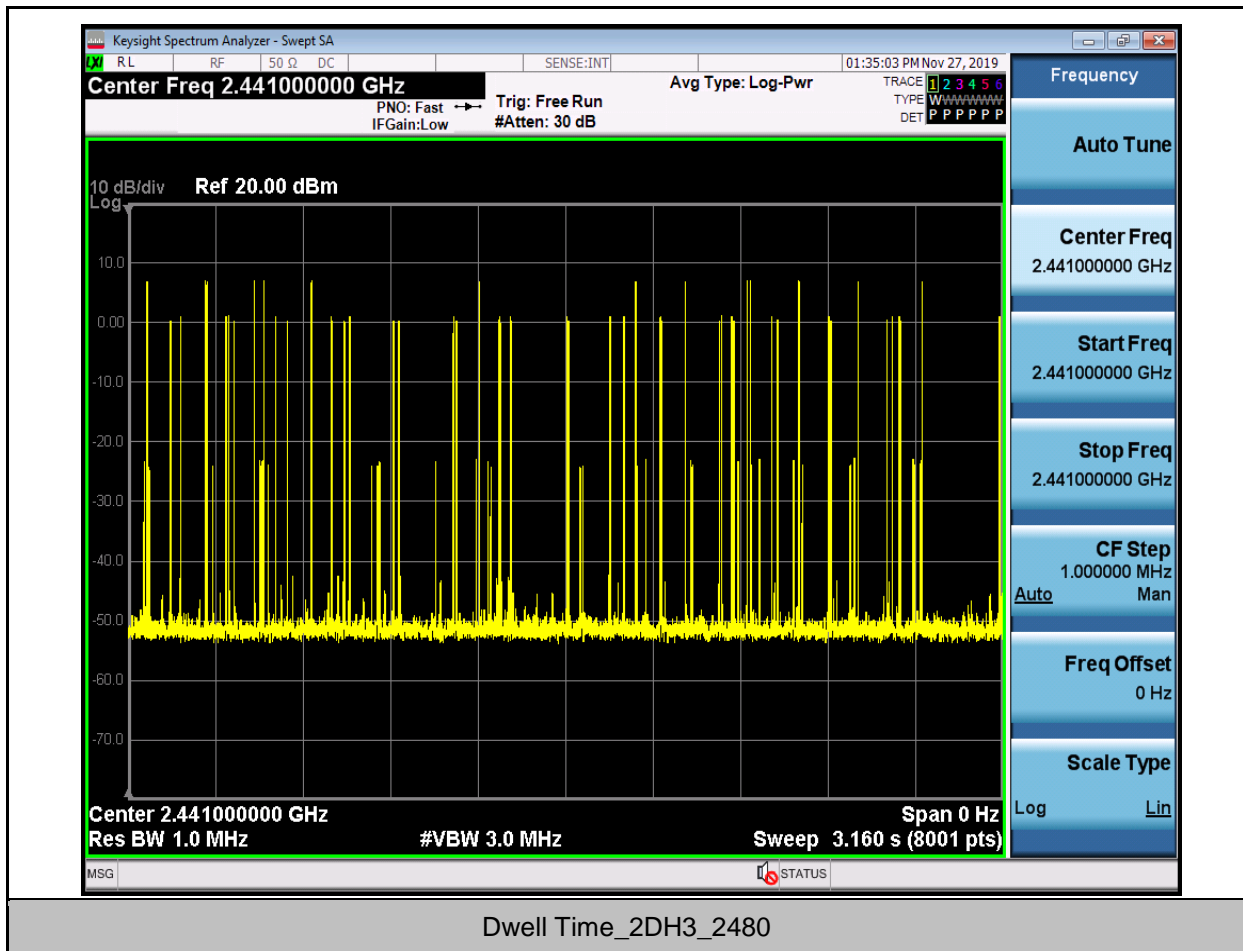 Keysight Spectrum Analyzer - Swept SA
LXI RL RF 50 Ω DC SENSE:INT 01:35:03 PM Nov 27, 2019
Center Freq 2.441000000 GHz
PNO: Fast
IFGain:Low
Trig: Free Run
#Atten: 30 dB
Avg Type: Log-Pwr
TRACE 1 2 3 4 5 6
TYPE WWWWWWW
DET P P P P P P
10 dB/div Ref 20.00 dBm
Log
10.0
0.00
-10.0
-20.0
-30.0
-40.0
-50.0
-60.0
-70.0
Center 2.441000000 GHz Span 0 Hz
Res BW 1.0 MHz #VBW 3.0 MHz Sweep 3.160 s (8001 pts)
MSG STATUS
Frequency
Auto Tune
Center Freq
2.441000000 GHz
Start Freq
2.441000000 GHz
Stop Freq
2.441000000 GHz
CF Step
1.000000 MHz
Auto Man
Freq Offset
0 Hz
Scale Type
Log Lin
Dwell Time_2DH3_2480